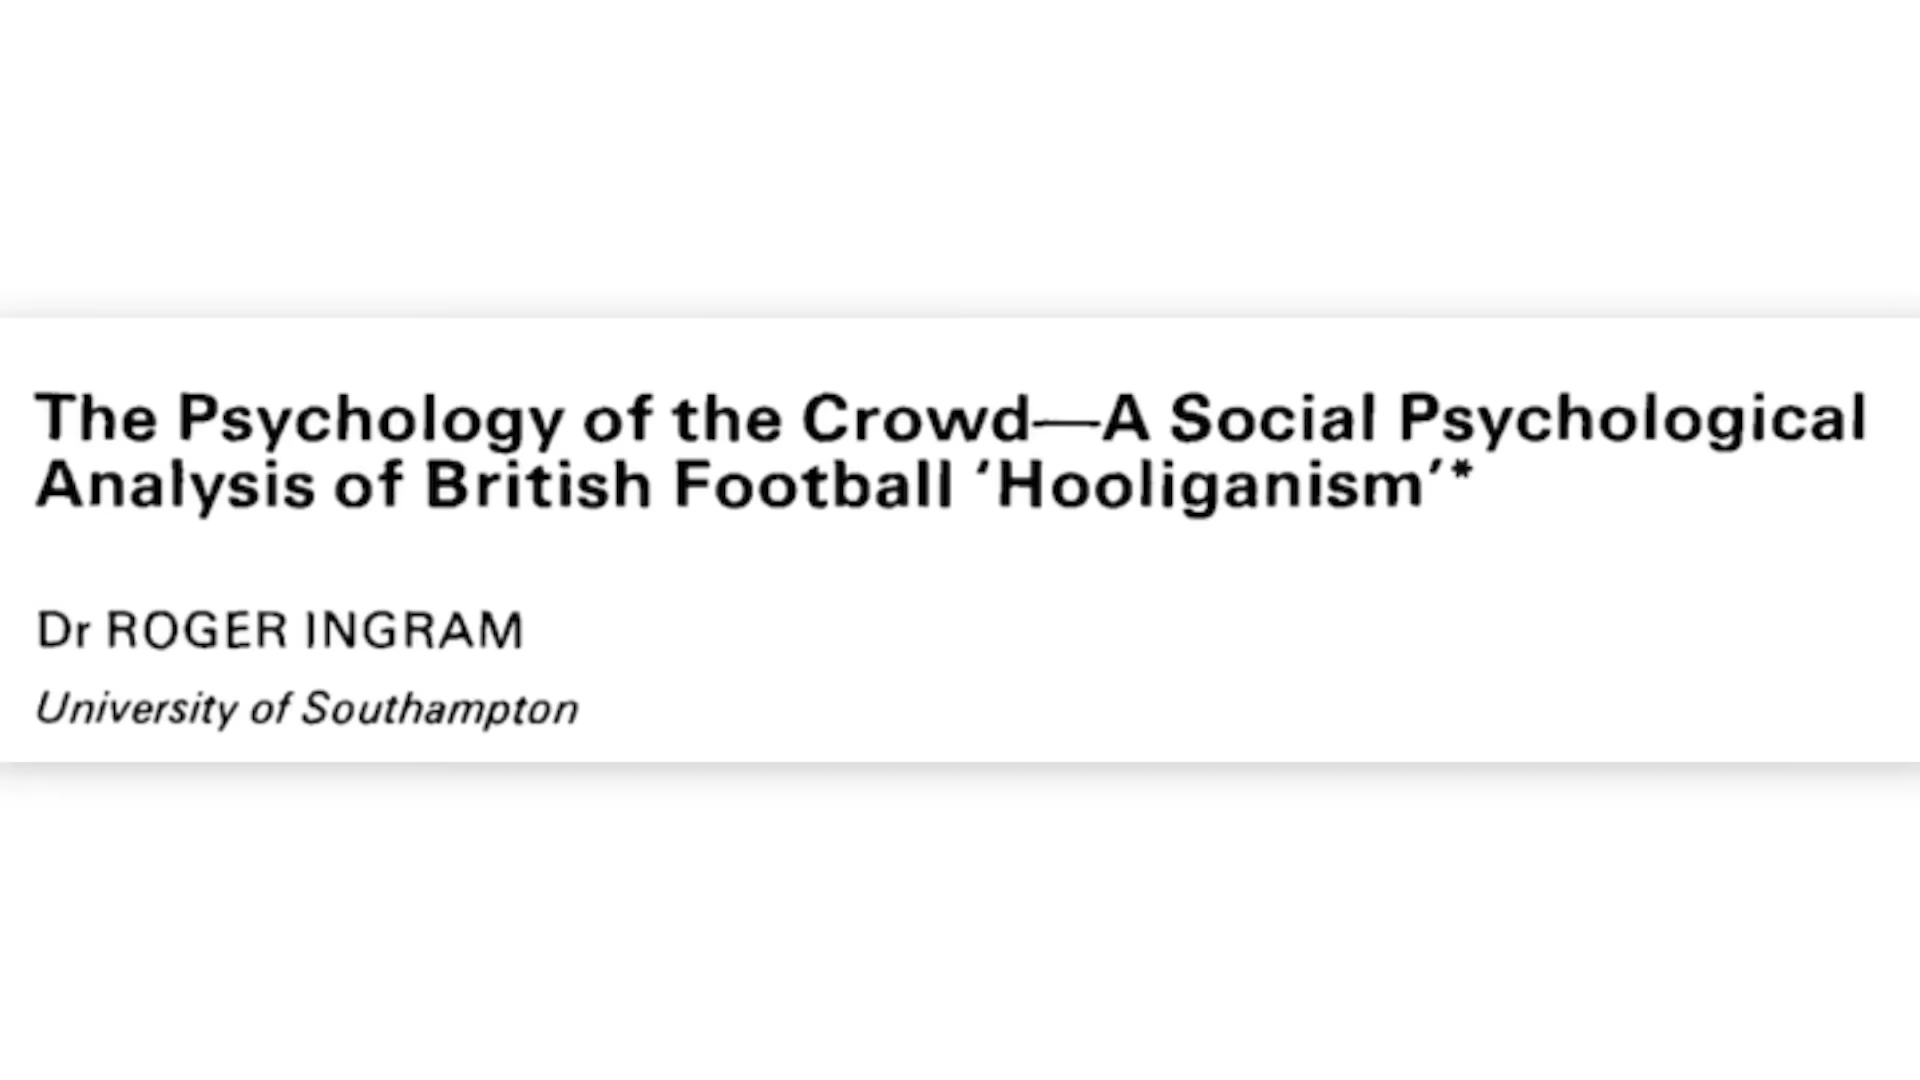 The Psychology of the Crowd—A Social Psychological
Analysis of British Football ‘Hooliganism’*
Dr ROGER INGRAM
University of Southampton